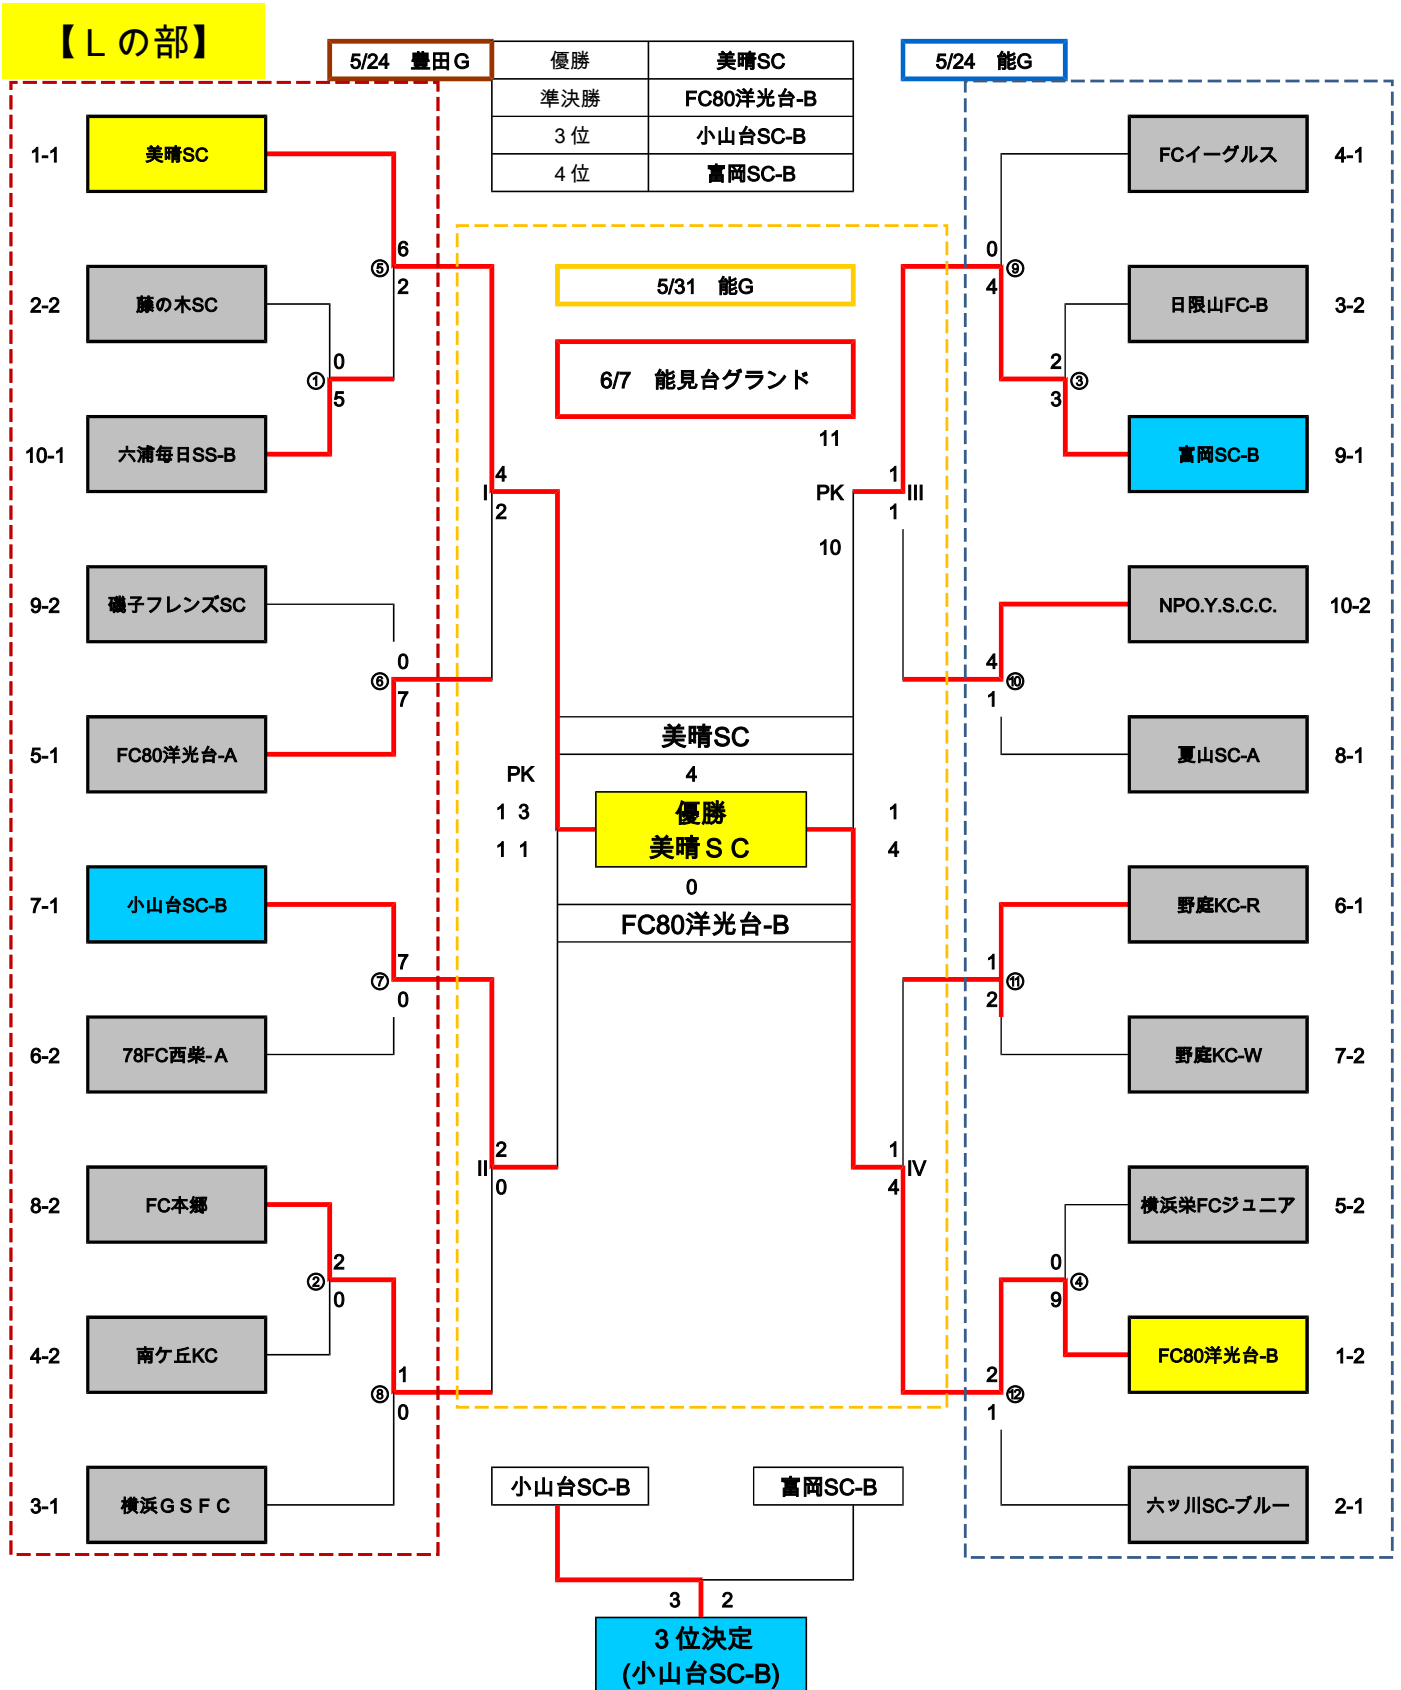 【Ｌの部】
5/24　豊田Ｇ
優勝 美晴SC
準決勝 FC80洋光台-B
３位 小山台SC-B
４位 富岡SC-B
5/24　能G
1-1 美晴SC
2-2 藤の木SC
10-1 六浦毎日SS-B
9-2 磯子フレンズSC
5-1 FC80洋光台-A
7-1 小山台SC-B
6-2 78FC西柴-Ａ
8-2 FC本郷
4-2 南ケ丘KC
3-1 横浜ＧＳＦＣ
6
⑤
2
0
①
5
0
⑥
7
7
⑦
0
2
②
0
1
⑧
0
4
I
2
2
II
0
5/31　能G
6/7　能見台グランド
11
PK
10
1
III
1
美晴SC
4
PK
1 3
1 1
優勝
美晴ＳＣ
1
4
0
FC80洋光台-B
1
IV
4
0
⑨
4
2
③
3
4
⑩
1
1
⑪
2
0
④
9
2
⑫
1
FCイーグルス 4-1
日限山FC-B 3-2
富岡SC-B 9-1
NPO.Y.S.C.C. 10-2
夏山SC-A 8-1
野庭KC-R 6-1
野庭KC-W 7-2
横浜栄FCジュニア 5-2
FC80洋光台-B 1-2
六ッ川SC-ブルー 2-1
小山台SC-B 富岡SC-B
3 2
３位決定
(小山台SC-B)